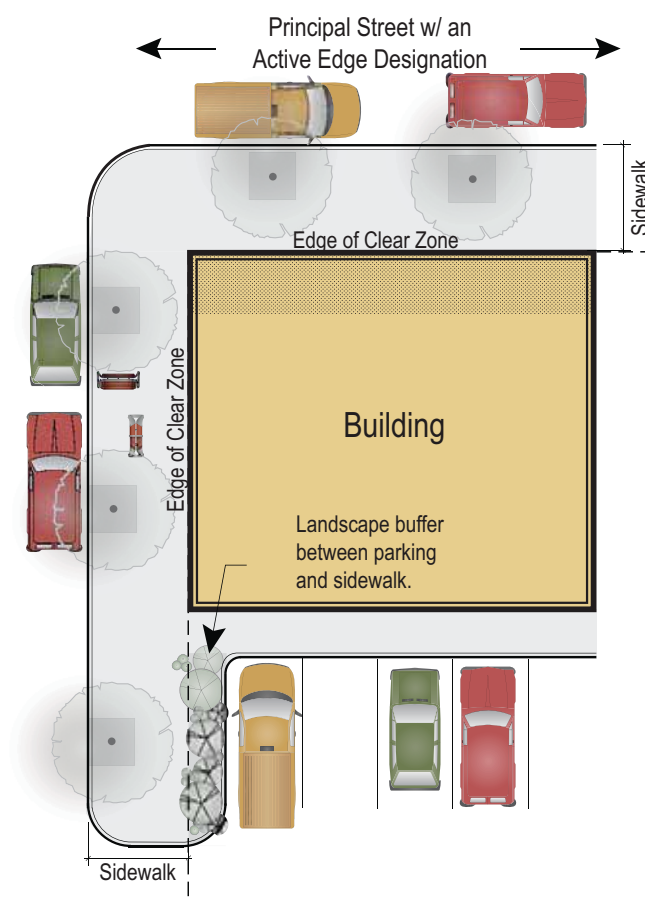 Principal Street w/ an
Active Edge Designation
Sidewalk
Edge of Clear Zone
Edge of Clear Zone
Building
Landscape buffer
between parking
and sidewalk.
Sidewalk